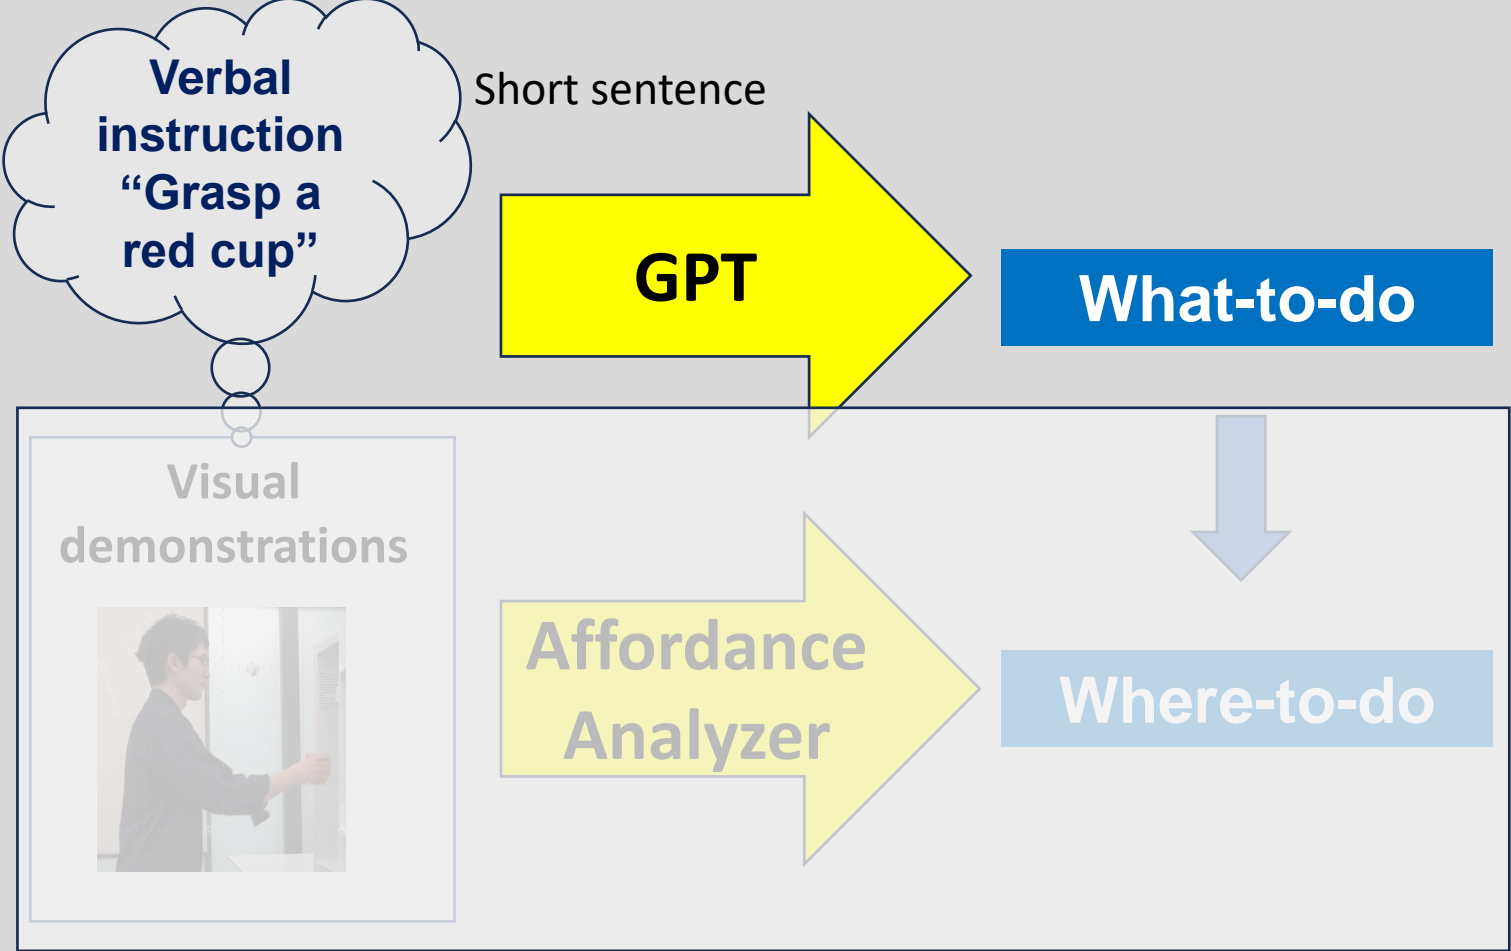 Verbal
instruction
“Grasp a
red cup”
Short sentence
GPT
What-to-do
Visual
demonstrations
Affordance
Analyzer
Where-to-do